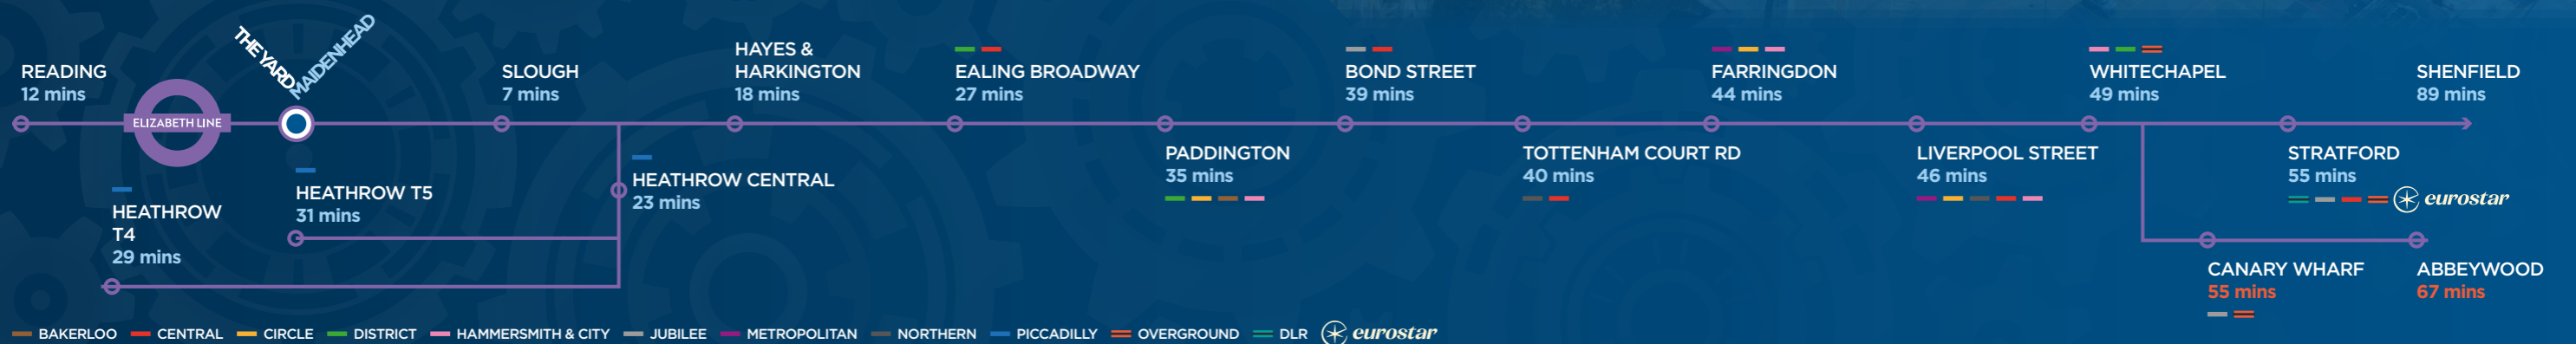 READING
12 mins
ELIZABETH LINE
THE YARD
MAIDENHEAD
SLOUGH
7 mins
HAYES &
HARKINGTON
18 mins
EALING BROADWAY
27 mins
PADDINGTON
35 mins
BOND STREET
39 mins
TOTTENHAM COURT RD
40 mins
FARRINGDON
44 mins
LIVERPOOL STREET
46 mins
WHITECHAPEL
49 mins
STRATFORD
55 mins
eurostar
SHENFIELD
89 mins
HEATHROW
T4
29 mins
HEATHROW T5
31 mins
HEATHROW CENTRAL
23 mins
CANARY WHARF
55 mins
ABBEYWOOD
67 mins
BAKERLOO CENTRAL CIRCLE DISTRICT HAMMERSMITH & CITY JUBILEE METROPOLITAN NORTHERN PICCADILLY OVERGROUND DLR eurostar